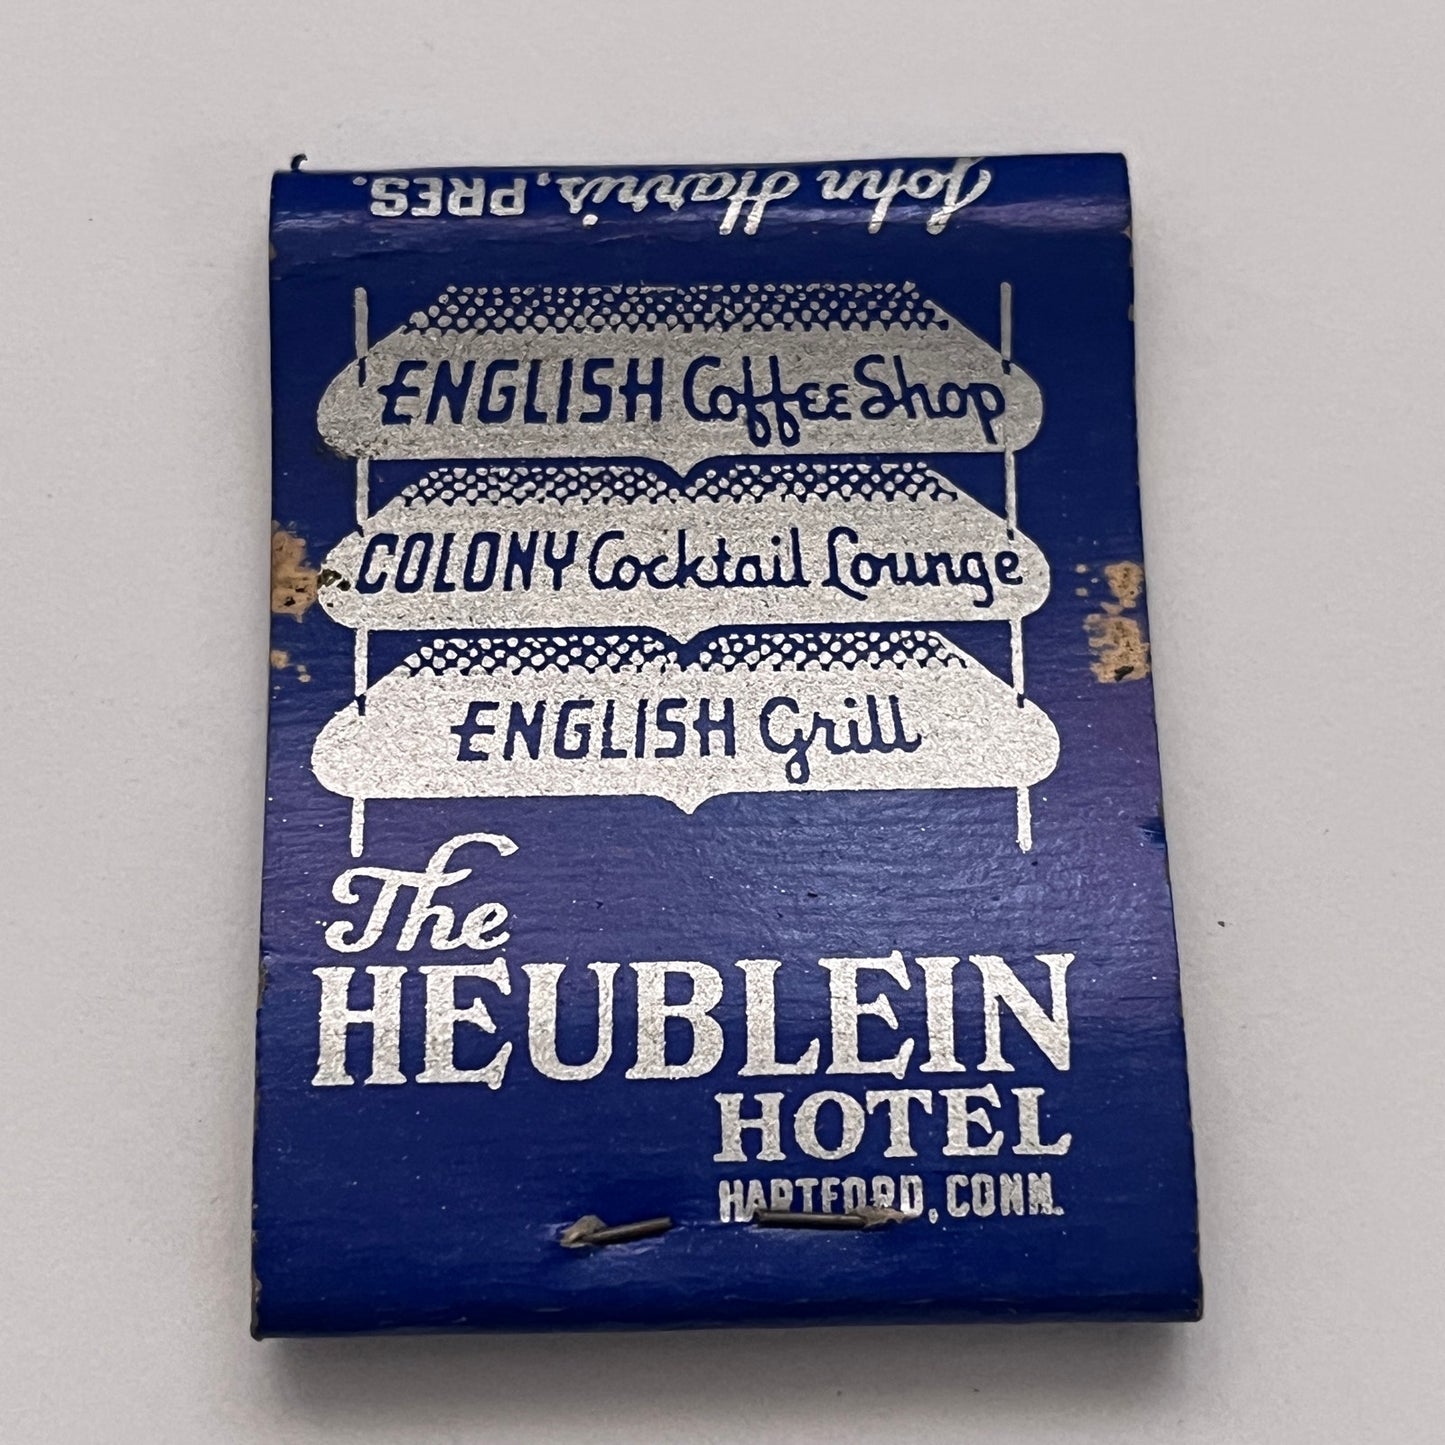 John Harris, PRES.
ENGLISH Coffee Shop
COLONY Cocktail Lounge
ENGLISH Grill
The
HEUBLEIN
HOTEL
HARTFORD, CONN.